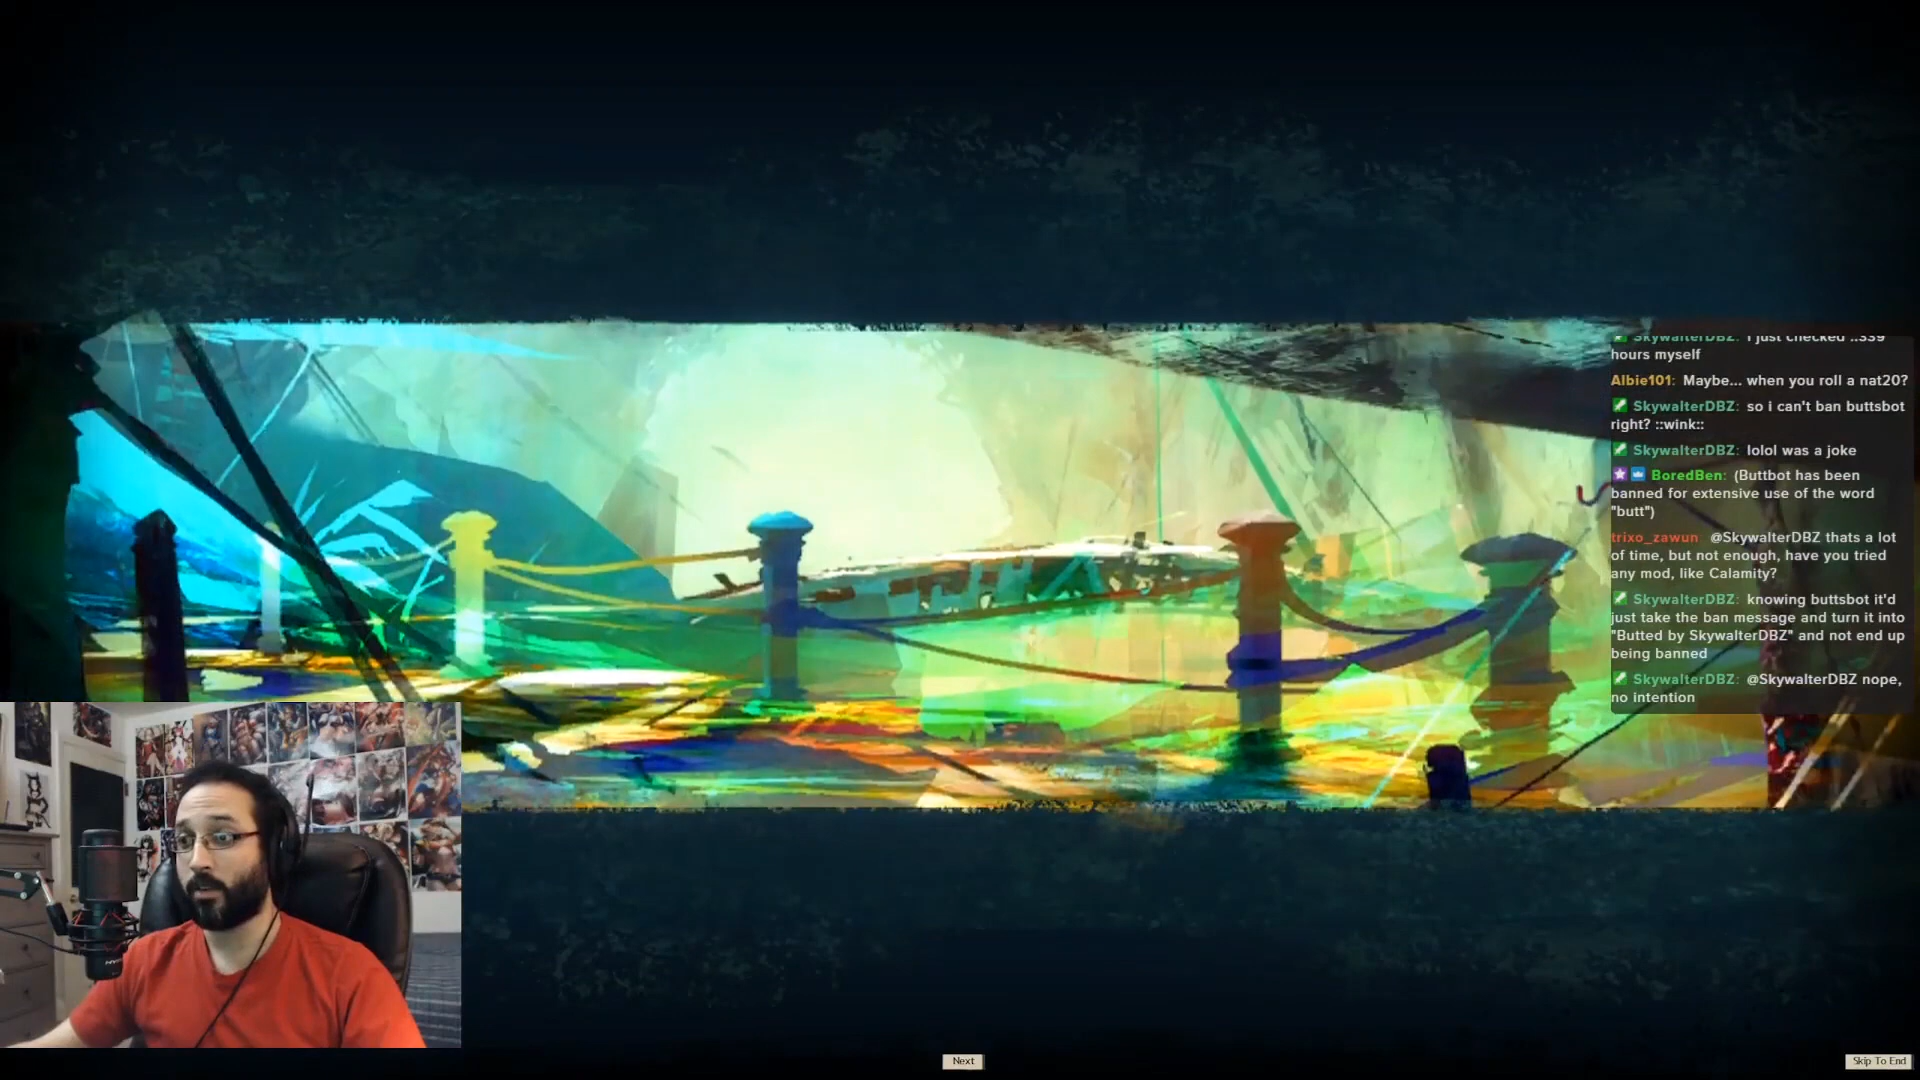 SkywalterDBZ: I just checked ..339
hours myself
Albie101: Maybe... when you roll a nat20?
SkywalterDBZ: so i can't ban buttsbot
right? ::wink::
SkywalterDBZ: lolol was a joke
BoredBen: (Buttbot has been
banned for extensive use of the word
"butt")
trixo_zawun: @SkywalterDBZ thats a lot
of time, but not enough, have you tried
any mod, like Calamity?
SkywalterDBZ: knowing buttsbot it'd
just take the ban message and turn it into
"Butted by SkywalterDBZ" and not end up
being banned
SkywalterDBZ: @SkywalterDBZ nope,
no intention
Next
Skip To End